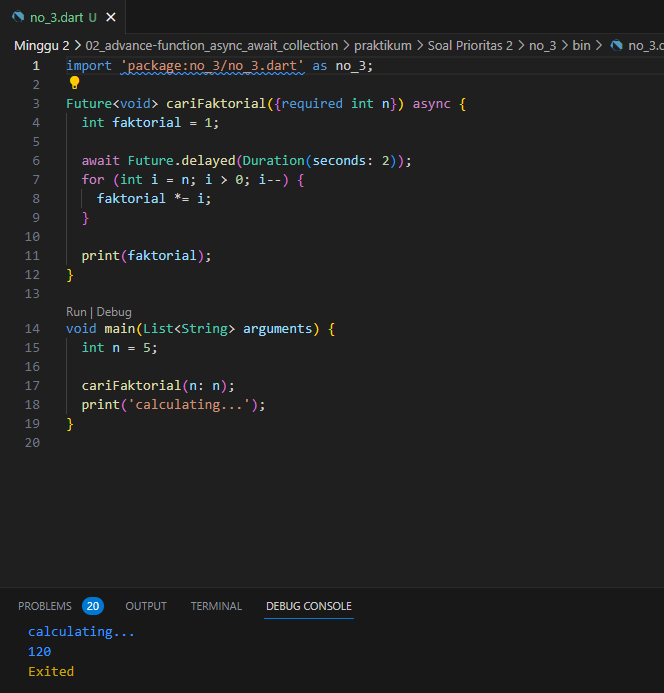 no_3.dart U
Minggu 2 > 02_advance-function_async_await_collection > praktikum > Soal Prioritas 2 > no_3 > bin > no_3.d
1 import 'package:no_3/no_3.dart' as no_3;
2
3 Future<void> cariFaktorial({required int n}) async {
4 int faktorial = 1;
5
6 await Future.delayed(Duration(seconds: 2));
7 for (int i = n; i > 0; i--) {
8 faktorial *= i;
9 }
10
11 print(faktorial);
12 }
13
Run | Debug
14 void main(List<String> arguments) {
15 int n = 5;
16
17 cariFaktorial(n: n);
18 print('calculating...');
19 }
20
PROBLEMS 20 OUTPUT TERMINAL DEBUG CONSOLE
calculating...
120
Exited